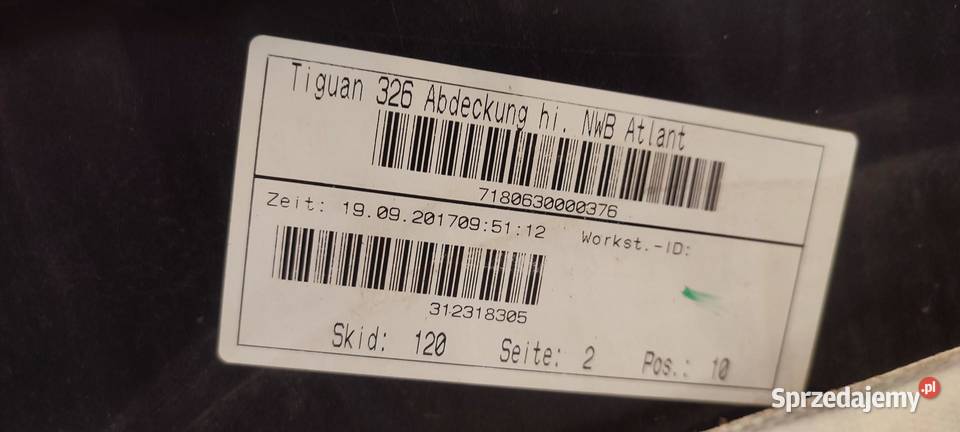 Tiguan 326 Abdeckung hi. NwB Atlant
7180630000376
Zeit: 19.09.201709:51:12 Workst.-ID:
312318305
Skid: 120 Seite: 2 Pos.: 10
Sprzedajemy.pl